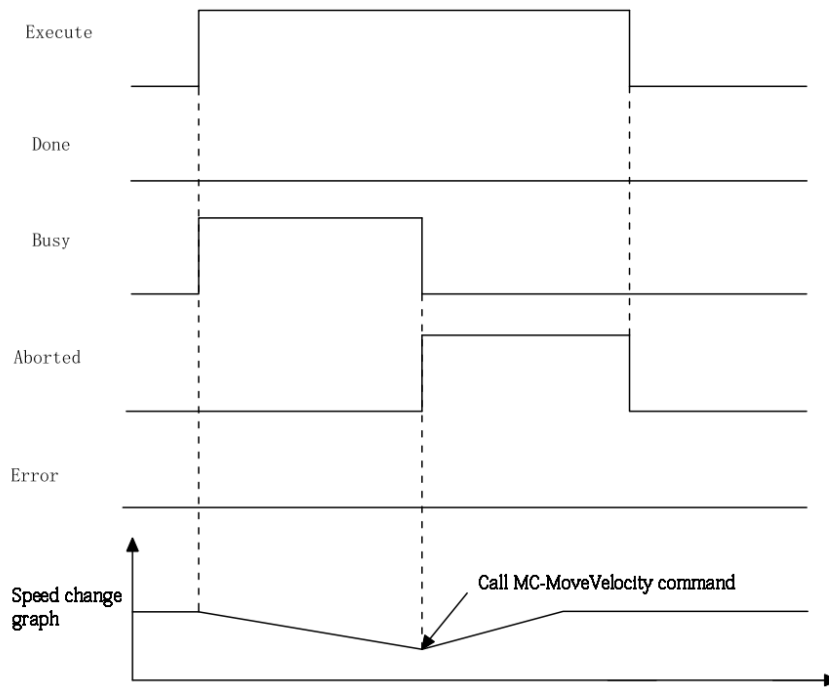 Execute
Done
Busy
Aborted
Error
Call MC-MoveVelocity command
Speed change
graph